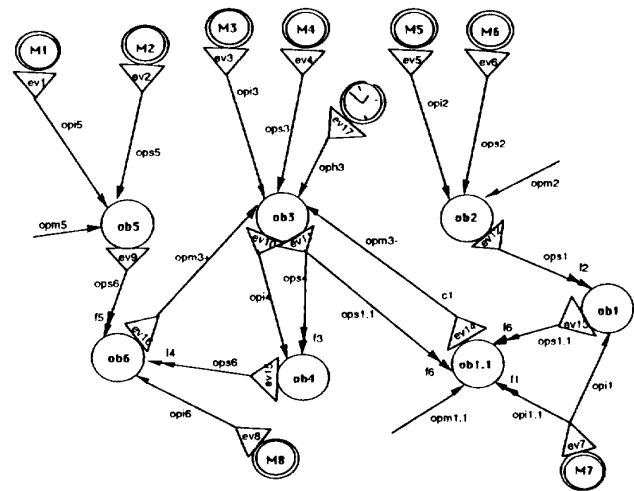 M1
M2
M3
M4
M5
M6
ev1
ev2
ev3
ev4
ev5
ev6
ev17
opi5
ops5
opi3
ops3
oph3
opi2
ops2
opm2
opm5
ob5
ob3
ob2
ev9
ev10
ev11
ev12
ops6
opm3+
opi4
ops4
opm3-
ops1
f2
ops1.1
c1
ob1
f5
ev16
f3
ev14
f6
ev13
ops1.1
ob6
f4
ops6
ev15
ob4
f6
ob1.1
f1
opi1
opi6
opm1.1
opi1.1
ev8
M8
ev7
M7